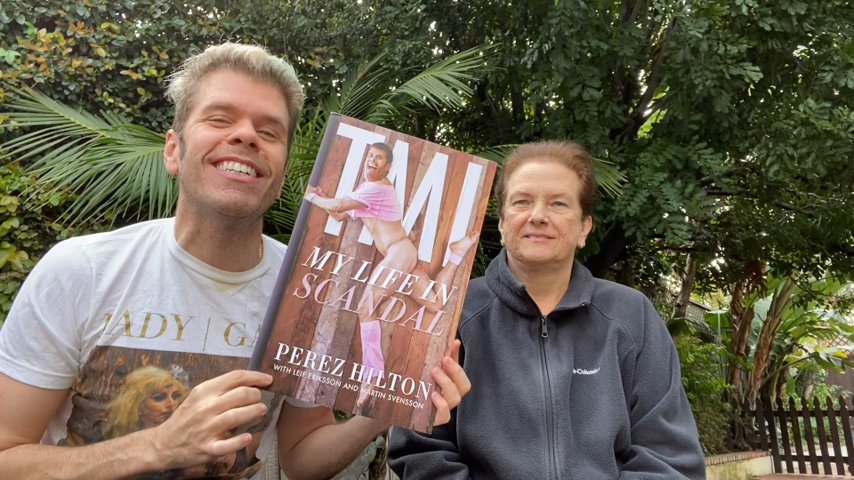 TMI
MY LIFE IN
SCANDAL
PEREZ HILTON
WITH LEIF ERIKSSON AND MARTIN SVENSSON
Columbia